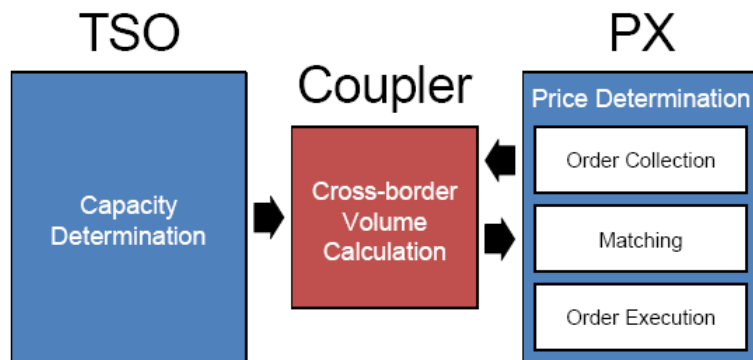 TSO
Capacity
Determination
Coupler
Cross-border
Volume
Calculation
PX
Price Determination
Order Collection
Matching
Order Execution